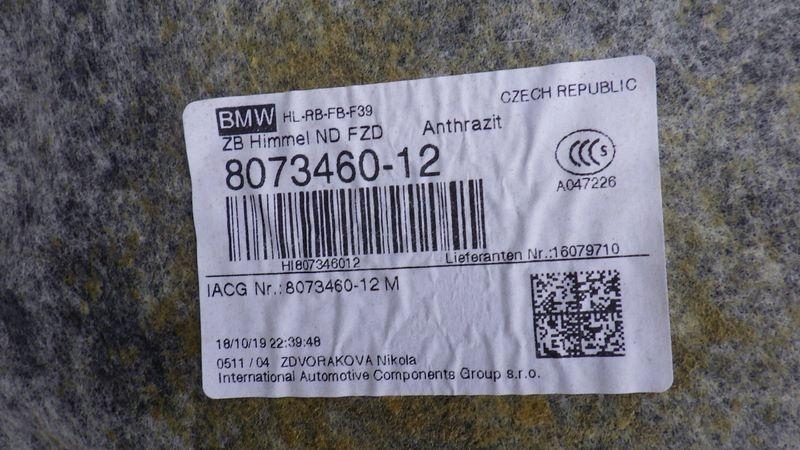 BMW HL-RB-FB-F39 CZECH REPUBLIC
ZB Himmel ND FZD Anthrazit
8073460-12
CCC S
A047226
HI807346012 Lieferanten Nr.:16079710
IACG Nr.:8073460-12 M
18/10/19 22:39:48
0511 / 04 ZDVORAKOVA Nikola
International Automotive Components Group s.r.o.